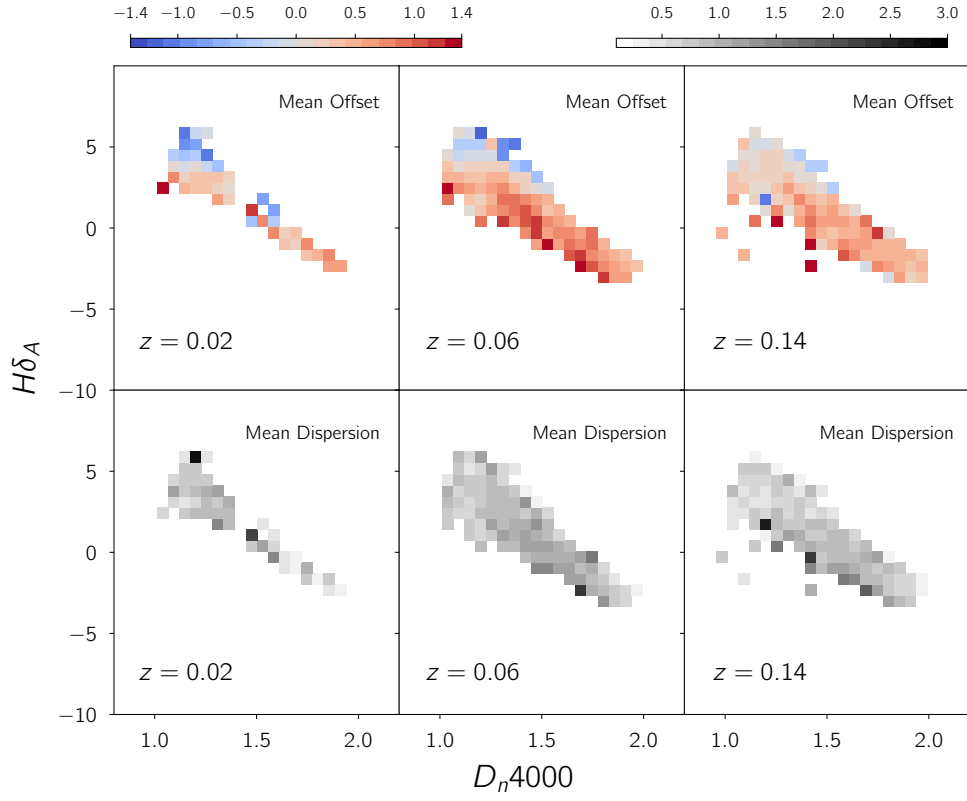 −1.4 −1.0 −0.5 0.0 0.5 1.0 1.4
0.5 1.0 1.5 2.0 2.5 3.0
Mean Offset Mean Offset Mean Offset
5
0
−5
z = 0.02 z = 0.06 z = 0.14
−10
Mean Dispersion Mean Dispersion Mean Dispersion
5
0
−5
z = 0.02 z = 0.06 z = 0.14
−10
HδA
1.0 1.5 2.0 1.0 1.5 2.0 1.0 1.5 2.0
Dn4000